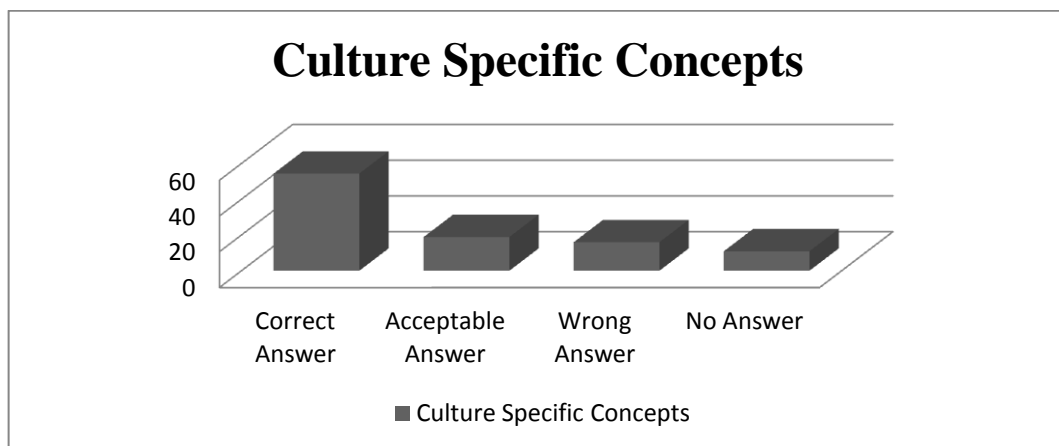 Culture Specific Concepts
60
40
20
0
Correct Answer
Acceptable Answer
Wrong Answer
No Answer
Culture Specific Concepts